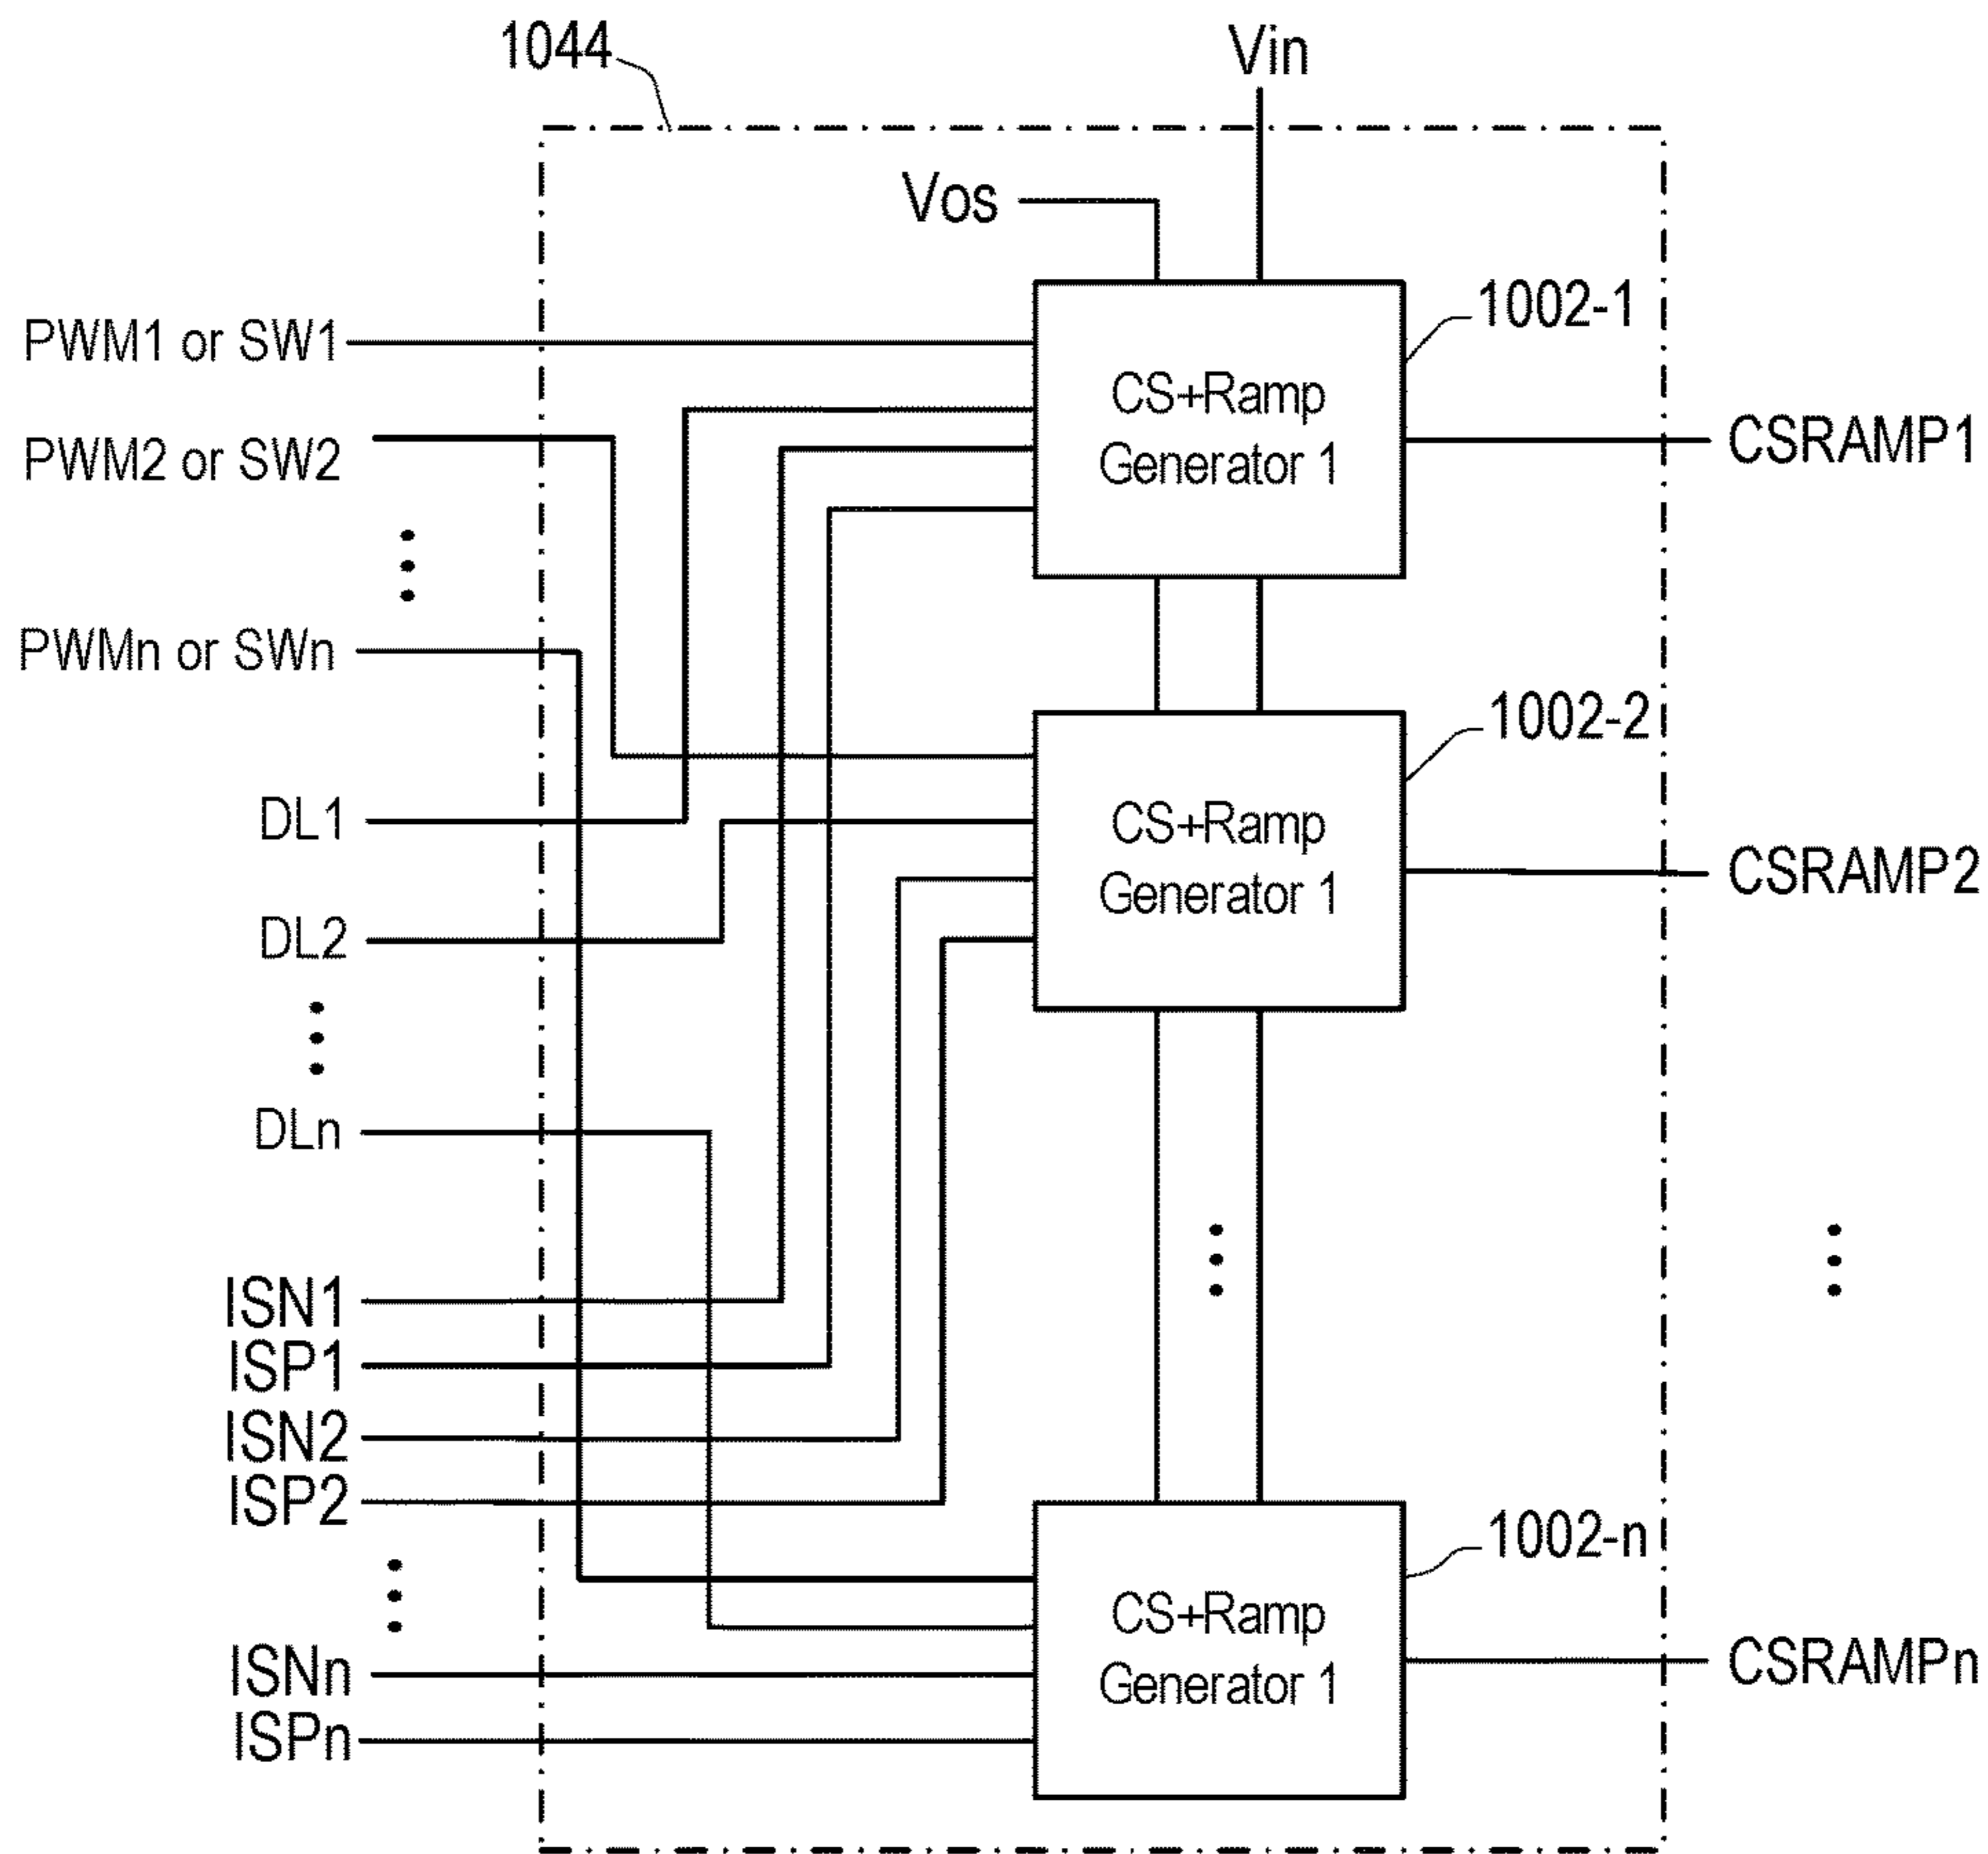 1044
Vin
Vos
PWM1 or SW1
1002-1
CS+Ramp
Generator 1
CSRAMP1
PWM2 or SW2
PWMn or SWn
1002-2
DL1
CS+Ramp
Generator 1
CSRAMP2
DL2
DLn
ISN1
ISP1
ISN2
ISP2
1002-n
CS+Ramp
Generator 1
CSRAMPn
ISNn
ISPn